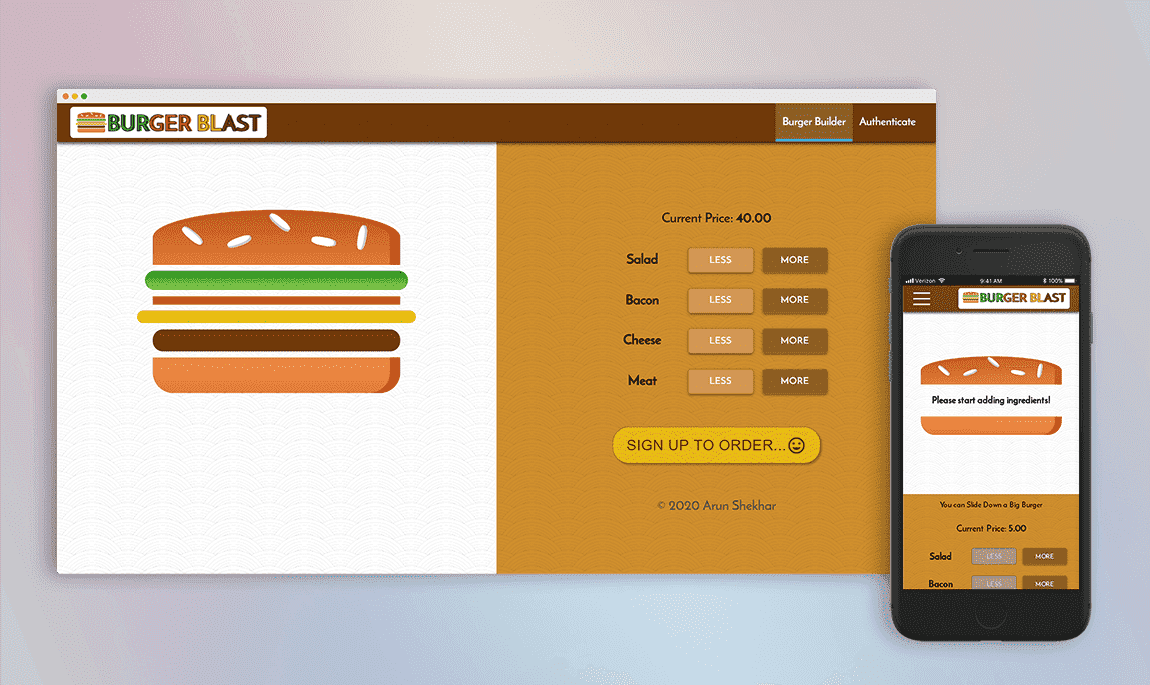 BURGER BLAST
Burger Builder
Authenticate
Current Price: 40.00
Salad LESS MORE
Bacon LESS MORE
Cheese LESS MORE
Meat LESS MORE
SIGN UP TO ORDER...
© 2020 Arun Shekhar
Verizon 9:41 AM 100%
BURGER BLAST
Please start adding ingredients!
You can Slide Down a Big Burger
Current Price: 5.00
Salad LESS MORE
Bacon LESS MORE